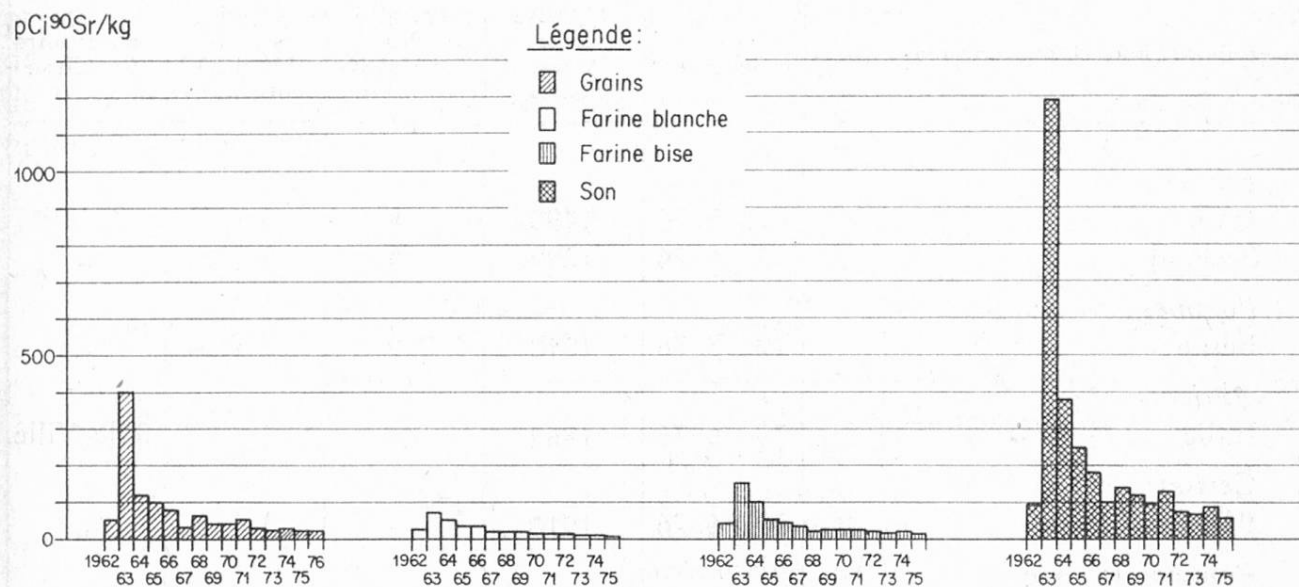 pCi⁹⁰Sr/kg
Légende:
Grains
Farine blanche
Farine bise
Son
1000
500
0
1962 64 66 68 70 72 74 76
63 65 67 69 71 73 75
1962 64 66 68 70 72 74
63 65 67 69 71 73 75
1962 64 66 68 70 72 74
63 65 67 69 71 73 75
1962 64 66 68 70 72 74
63 65 67 69 71 73 75